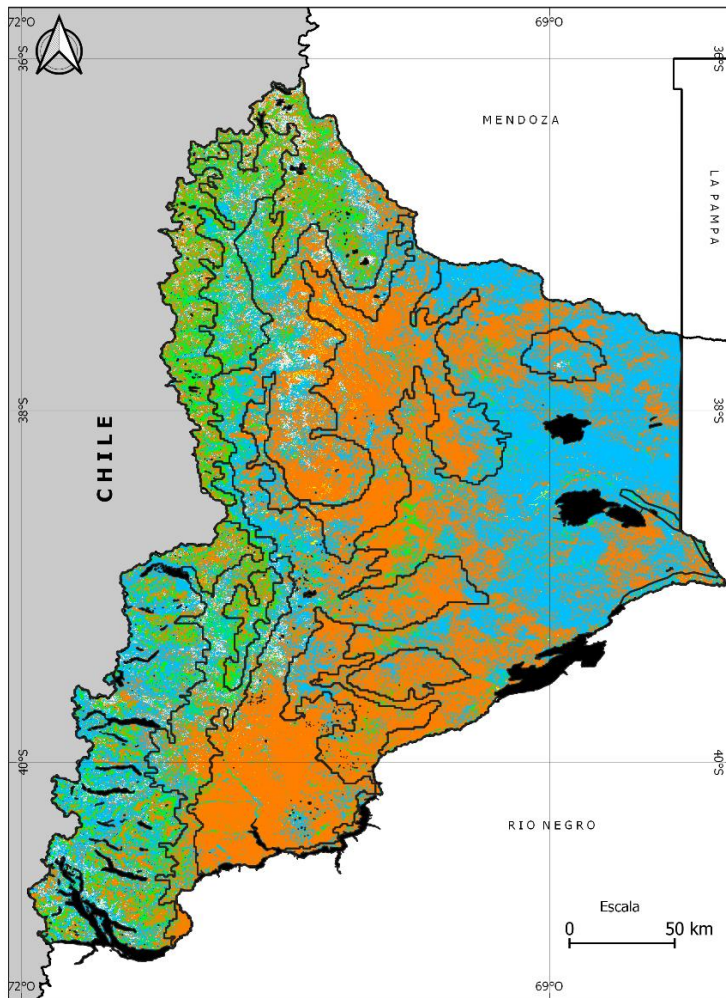 72°O
69°O
36°S
36°S
MENDOZA
LA PAMPA
38°S
38°S
CHILE
40°S
40°S
RIO NEGRO
Escala
0 50 km
72°O
69°O